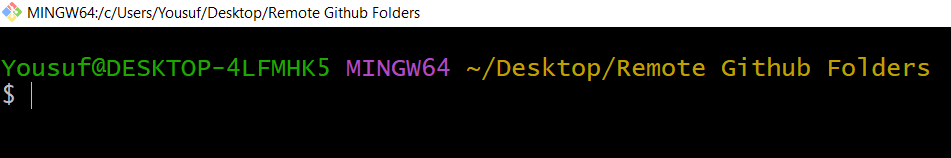 MINGW64:/c/Users/Yousuf/Desktop/Remote Github Folders
Yousuf@DESKTOP-4LFMHK5 MINGW64 ~/Desktop/Remote Github Folders
$